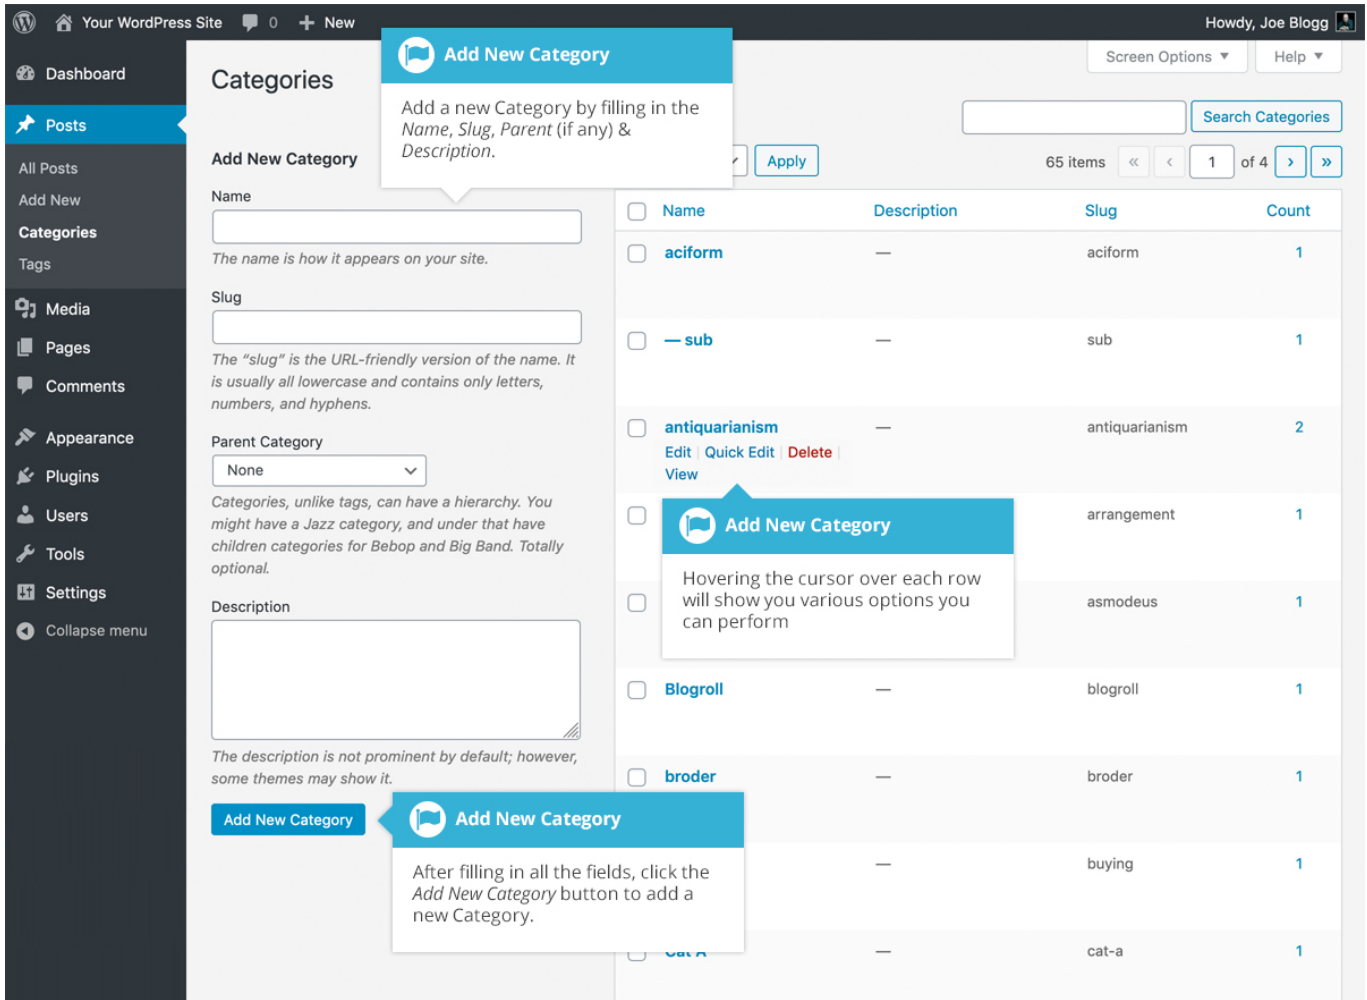 Your WordPress Site 0 New Howdy, Joe Blogg
Dashboard
Posts
All Posts
Add New
Categories
Tags
Media
Pages
Comments
Appearance
Plugins
Users
Tools
Settings
Collapse menu
Categories
Screen Options Help
Add New Category
Add a new Category by filling in the
Name, Slug, Parent (if any) &
Description.
Search Categories
Apply
65 items « ‹ 1 of 4 › »
Add New Category
Name
The name is how it appears on your site.
Slug
The “slug” is the URL-friendly version of the name. It
is usually all lowercase and contains only letters,
numbers, and hyphens.
Parent Category
None
Categories, unlike tags, can have a hierarchy. You
might have a Jazz category, and under that have
children categories for Bebop and Big Band. Totally
optional.
Description
The description is not prominent by default; however,
some themes may show it.
Add New Category
Add New Category
After filling in all the fields, click the
Add New Category button to add a
new Category.
Name Description Slug Count
aciform — aciform 1
— sub — sub 1
antiquarianism — antiquarianism 2
Edit | Quick Edit | Delete |
View
Add New Category
Hovering the cursor over each row
will show you various options you
can perform
arrangement 1
asmodeus 1
Blogroll — blogroll 1
broder — broder 1
— buying 1
Cat A — cat-a 1